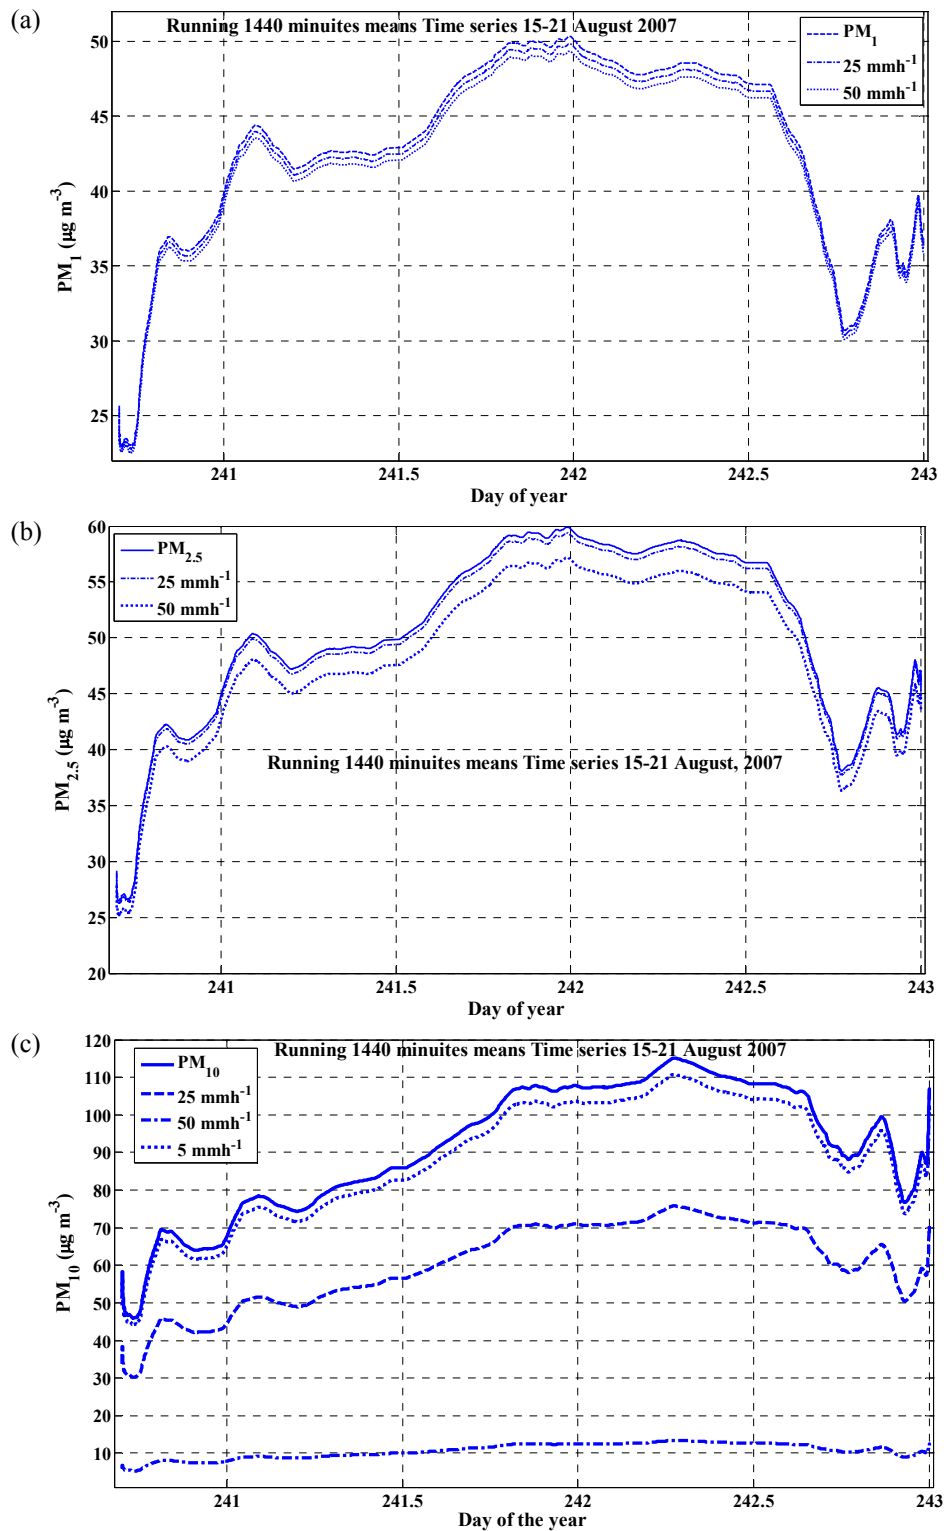 (a)
Running 1440 minuites means Time series 15-21 August 2007
PM1
25 mmh-1
50 mmh-1
50
45
40
35
30
25
PM1 (µg m-3)
241
241.5
242
242.5
243
Day of year
(b)
PM2.5
25 mmh-1
50 mmh-1
60
55
50
45
40
35
30
25
20
PM2.5 (µg m-3)
Running 1440 minuites means Time series 15-21 August, 2007
241
241.5
242
242.5
243
Day of year
(c)
Running 1440 minuites means Time series 15-21 August 2007
PM10
25 mmh-1
50 mmh-1
5 mmh-1
120
110
100
90
80
70
60
50
40
30
20
10
PM10 (µg m-3)
241
241.5
242
242.5
243
Day of the year